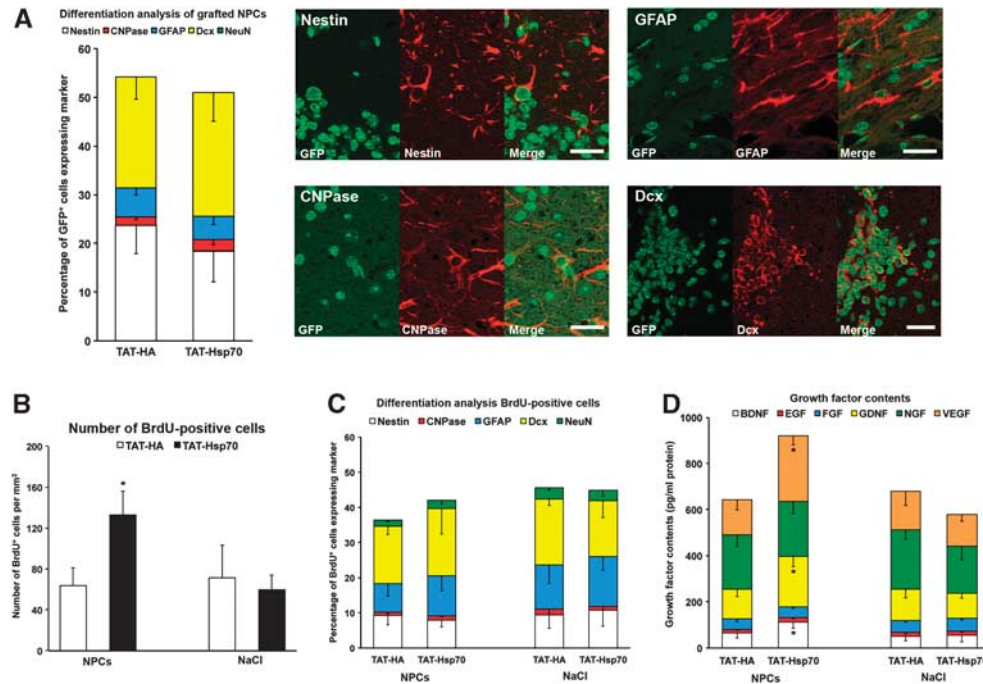 A
Differentiation analysis of grafted NPCs
Nestin CNPase GFAP Dcx NeuN
Percentage of GFP+ cells expressing marker
60
50
40
30
20
10
0
TAT-HA TAT-Hsp70
Nestin
GFP Nestin Merge
GFAP
GFP GFAP Merge
CNPase
GFP CNPase Merge
Dcx
GFP Dcx Merge
B
Number of BrdU-positive cells
TAT-HA TAT-Hsp70
Number of BrdU+ cells per mm²
200
160
120
80
40
0
*
NPCs NaCl
C
Differentiation analysis BrdU-positive cells
Nestin CNPase GFAP Dcx NeuN
Percentage of BrdU+ cells expressing marker
60
50
40
30
20
10
0
TAT-HA TAT-Hsp70 TAT-HA TAT-Hsp70
NPCs NaCl
D
Growth factor contents
BDNF EGF FGF GDNF NGF VEGF
Growth factor contents (pg/ml protein)
1000
800
600
400
200
0
*
*
*
TAT-HA TAT-Hsp70 TAT-HA TAT-Hsp70
NPCs NaCl